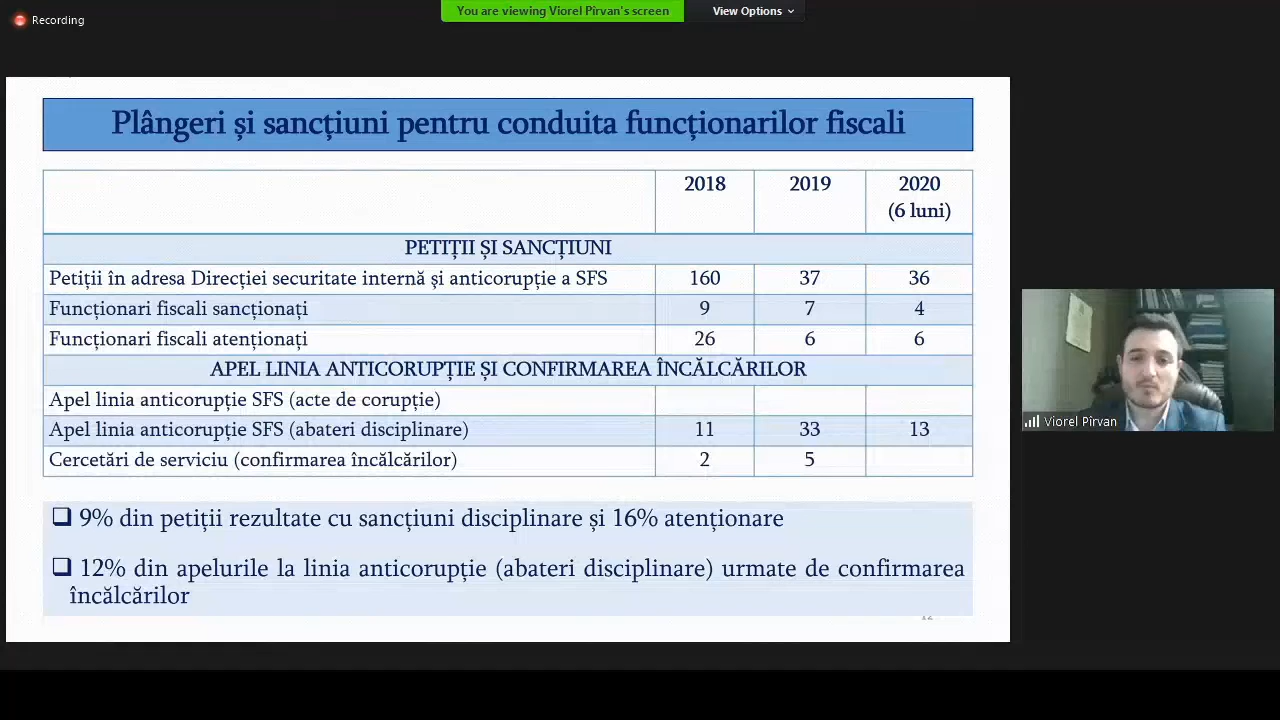 Recording
You are viewing Viorel Pîrvan's screen
View Options
Plângeri și sancțiuni pentru conduita funcționarilor fiscali
2018 2019 2020
(6 luni)
PETIȚII ȘI SANCȚIUNI
Petiții în adresa Direcției securitate internă şi anticorupție a SFS 160 37 36
Funcționari fiscali sancționați 9 7 4
Funcționari fiscali atenționați 26 6 6
APEL LINIA ANTICORUPȚIE ȘI CONFIRMAREA ÎNCĂLCĂRILOR
Apel linia anticorupție SFS (acte de corupție)
Apel linia anticorupție SFS (abateri disciplinare) 11 33 13
Cercetări de serviciu (confirmarea încălcărilor) 2 5
9% din petiții rezultate cu sancțiuni disciplinare și 16% atenționare
12% din apelurile la linia anticorupție (abateri disciplinare) urmate de confirmarea
încălcărilor
Viorel Pîrvan